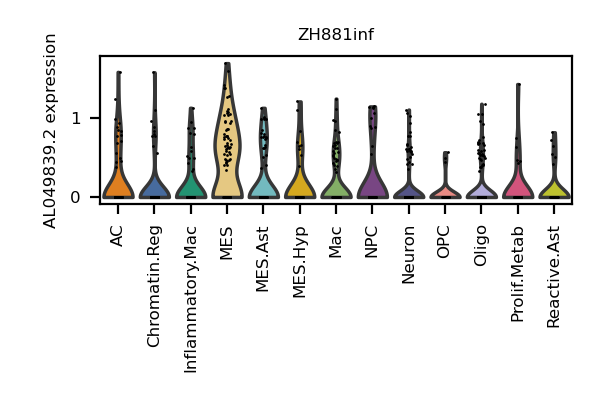 ZH881inf
AL049839.2 expression
1
0
AC
Chromatin.Reg
Inflammatory.Mac
MES
MES.Ast
MES.Hyp
Mac
NPC
Neuron
OPC
Oligo
Prolif.Metab
Reactive.Ast